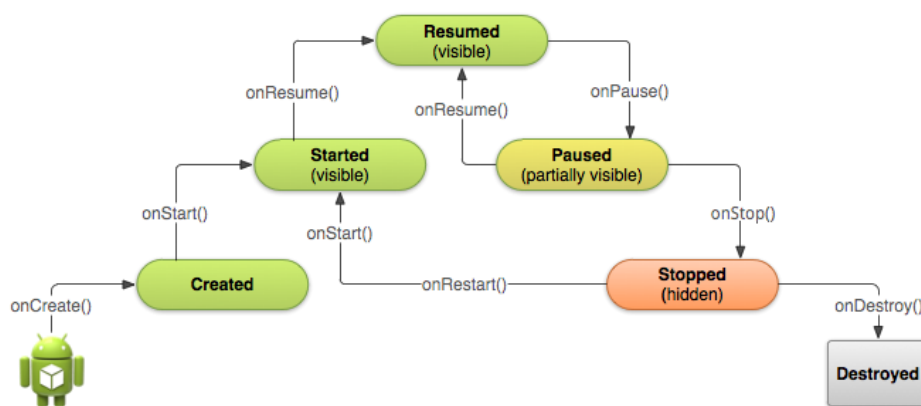 Resumed
(visible)
onResume()
onResume()
onPause()
Started
(visible)
Paused
(partially visible)
onStart()
onStart()
onStop()
Created
onRestart()
Stopped
(hidden)
onCreate()
onDestroy()
Destroyed